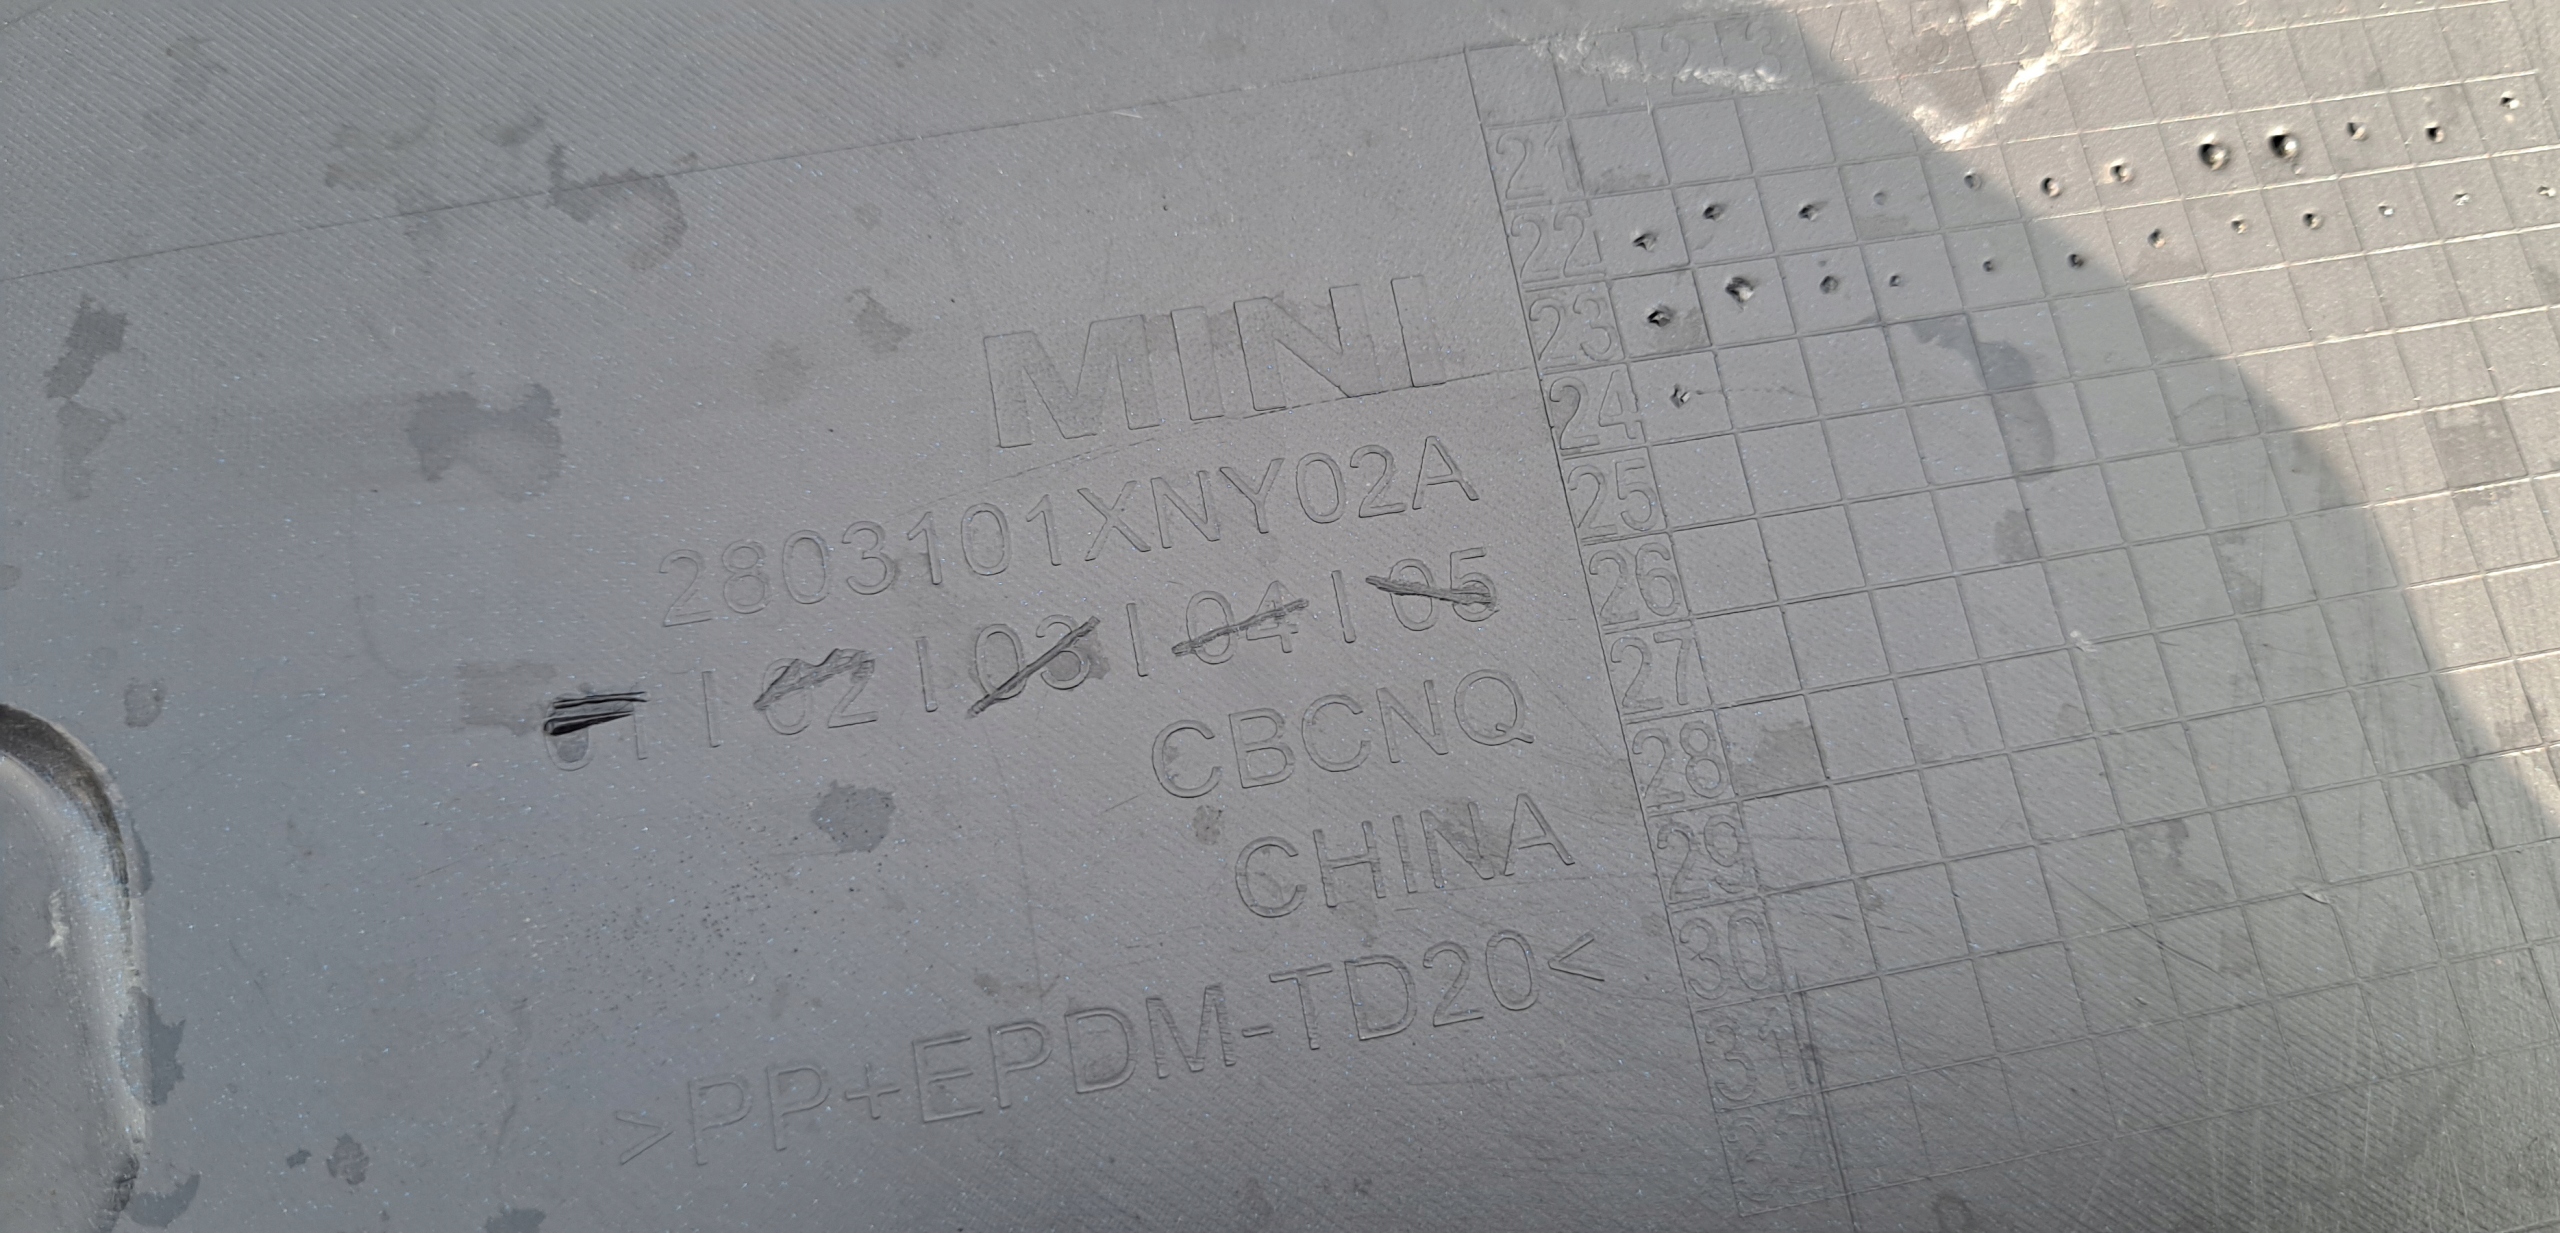 MINI
2803101XNY02A
01 | 02 | 03 | 04 | 05
CBCNQ
CHINA
>PP+EPDM-TD20<
21
22
23
24
25
26
27
28
29
30
31